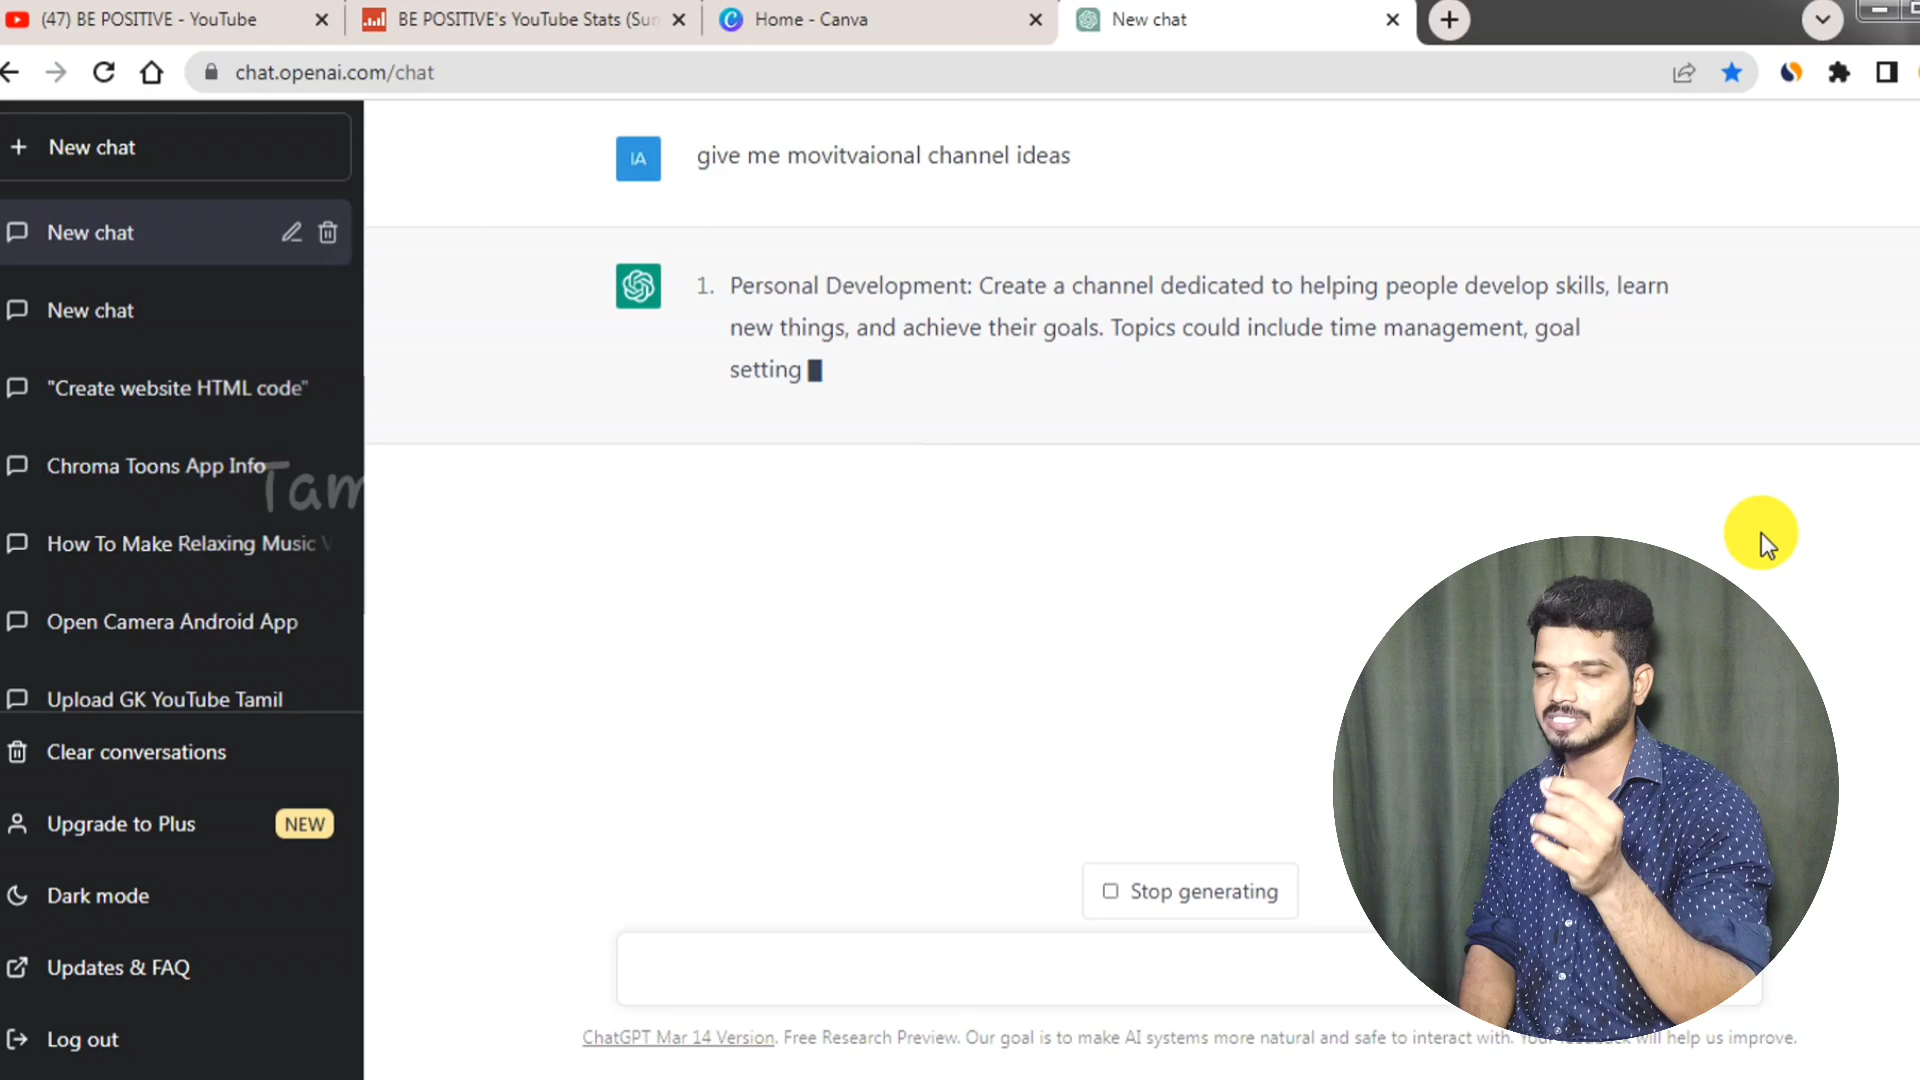 (47) BE POSITIVE - YouTube
BE POSITIVE's YouTube Stats (Sun
Home - Canva
New chat
chat.openai.com/chat
New chat
New chat
New chat
"Create website HTML code"
Chroma Toons App Info
Tam
How To Make Relaxing Music V
Open Camera Android App
Upload GK YouTube Tamil
Clear conversations
Upgrade to Plus
NEW
Dark mode
Updates & FAQ
Log out
IA
give me movitvaional channel ideas
1. Personal Development: Create a channel dedicated to helping people develop skills, learn
new things, and achieve their goals. Topics could include time management, goal
setting
Stop generating
ChatGPT Mar 14 Version. Free Research Preview. Our goal is to make AI systems more natural and safe to interact with. Your feedback will help us improve.